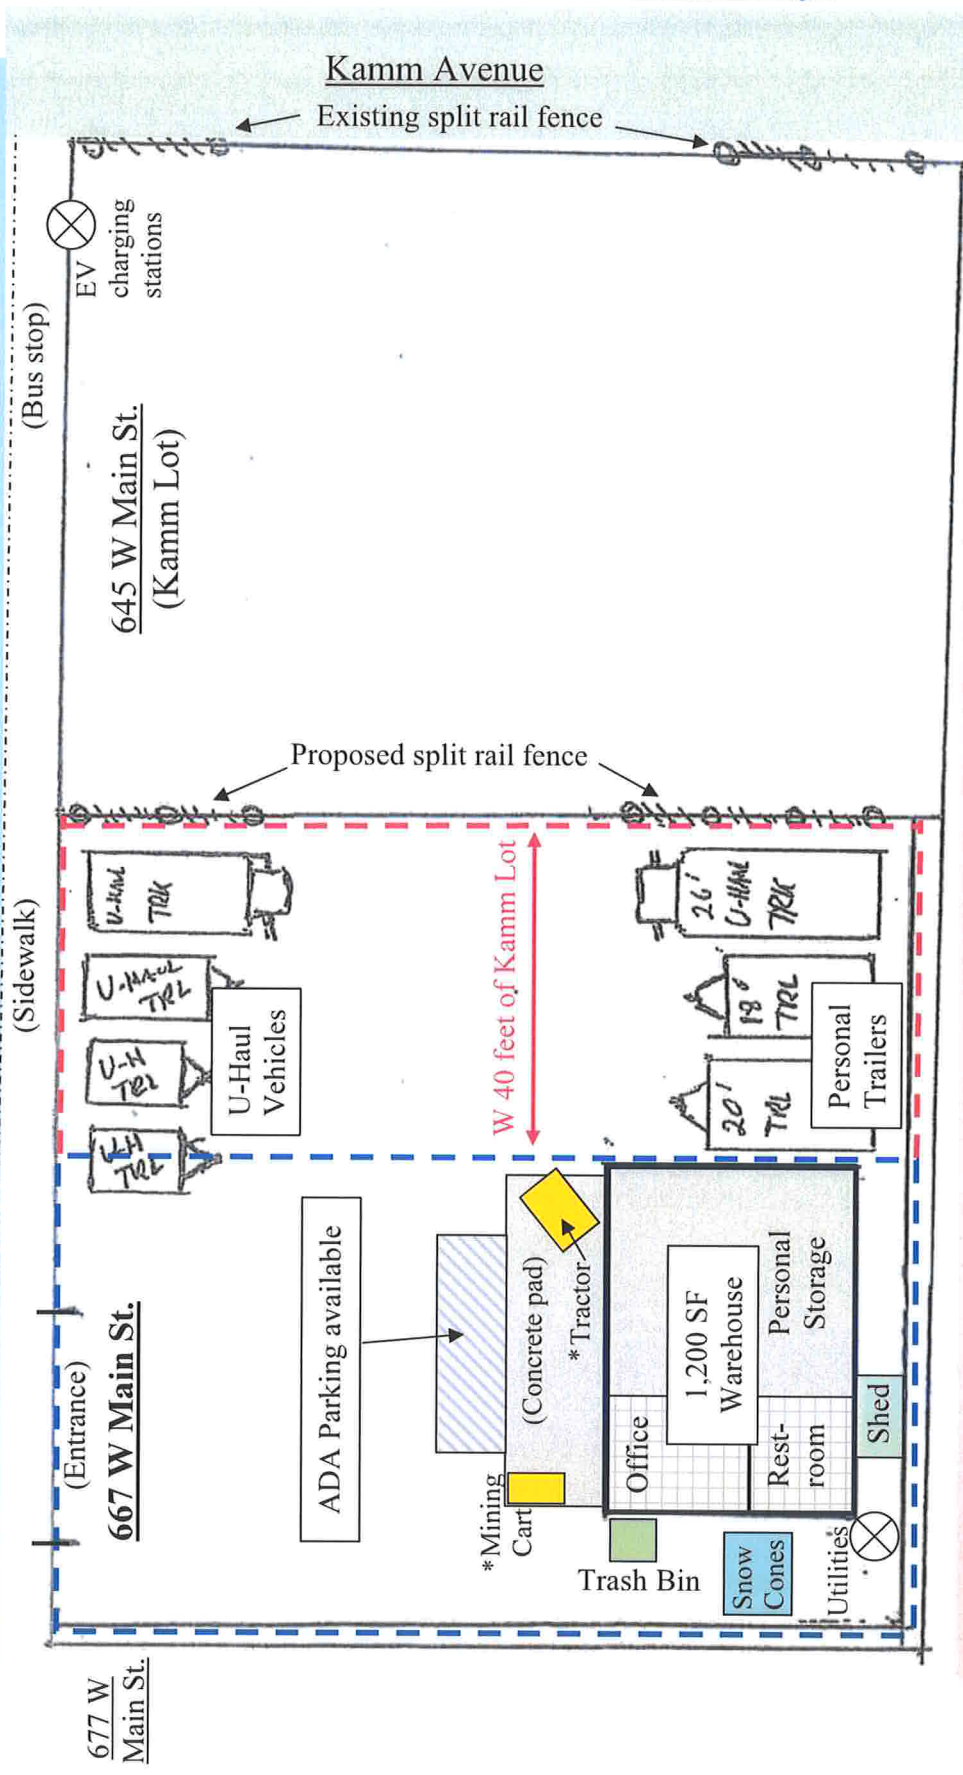 Kamm Avenue
Existing split rail fence
EV
charging
stations
(Bus stop)
645 W Main St.
(Kamm Lot)
Proposed split rail fence
(Sidewalk)
U-HAUL
TRK
U-HAUL
TRL
U-H
TRL
U-H
TRL
U-Haul
Vehicles
W 40 feet of Kamm Lot
26'
U-HAUL
TRK
18'
TRL
20'
TRL
Personal
Trailers
(Entrance)
667 W Main St.
ADA Parking available
(Concrete pad)
*Tractor
*Mining
Cart
Office
1,200 SF
Warehouse
Personal
Storage
Rest-
room
Shed
Trash Bin
Snow
Cones
Utilities
677 W
Main St.